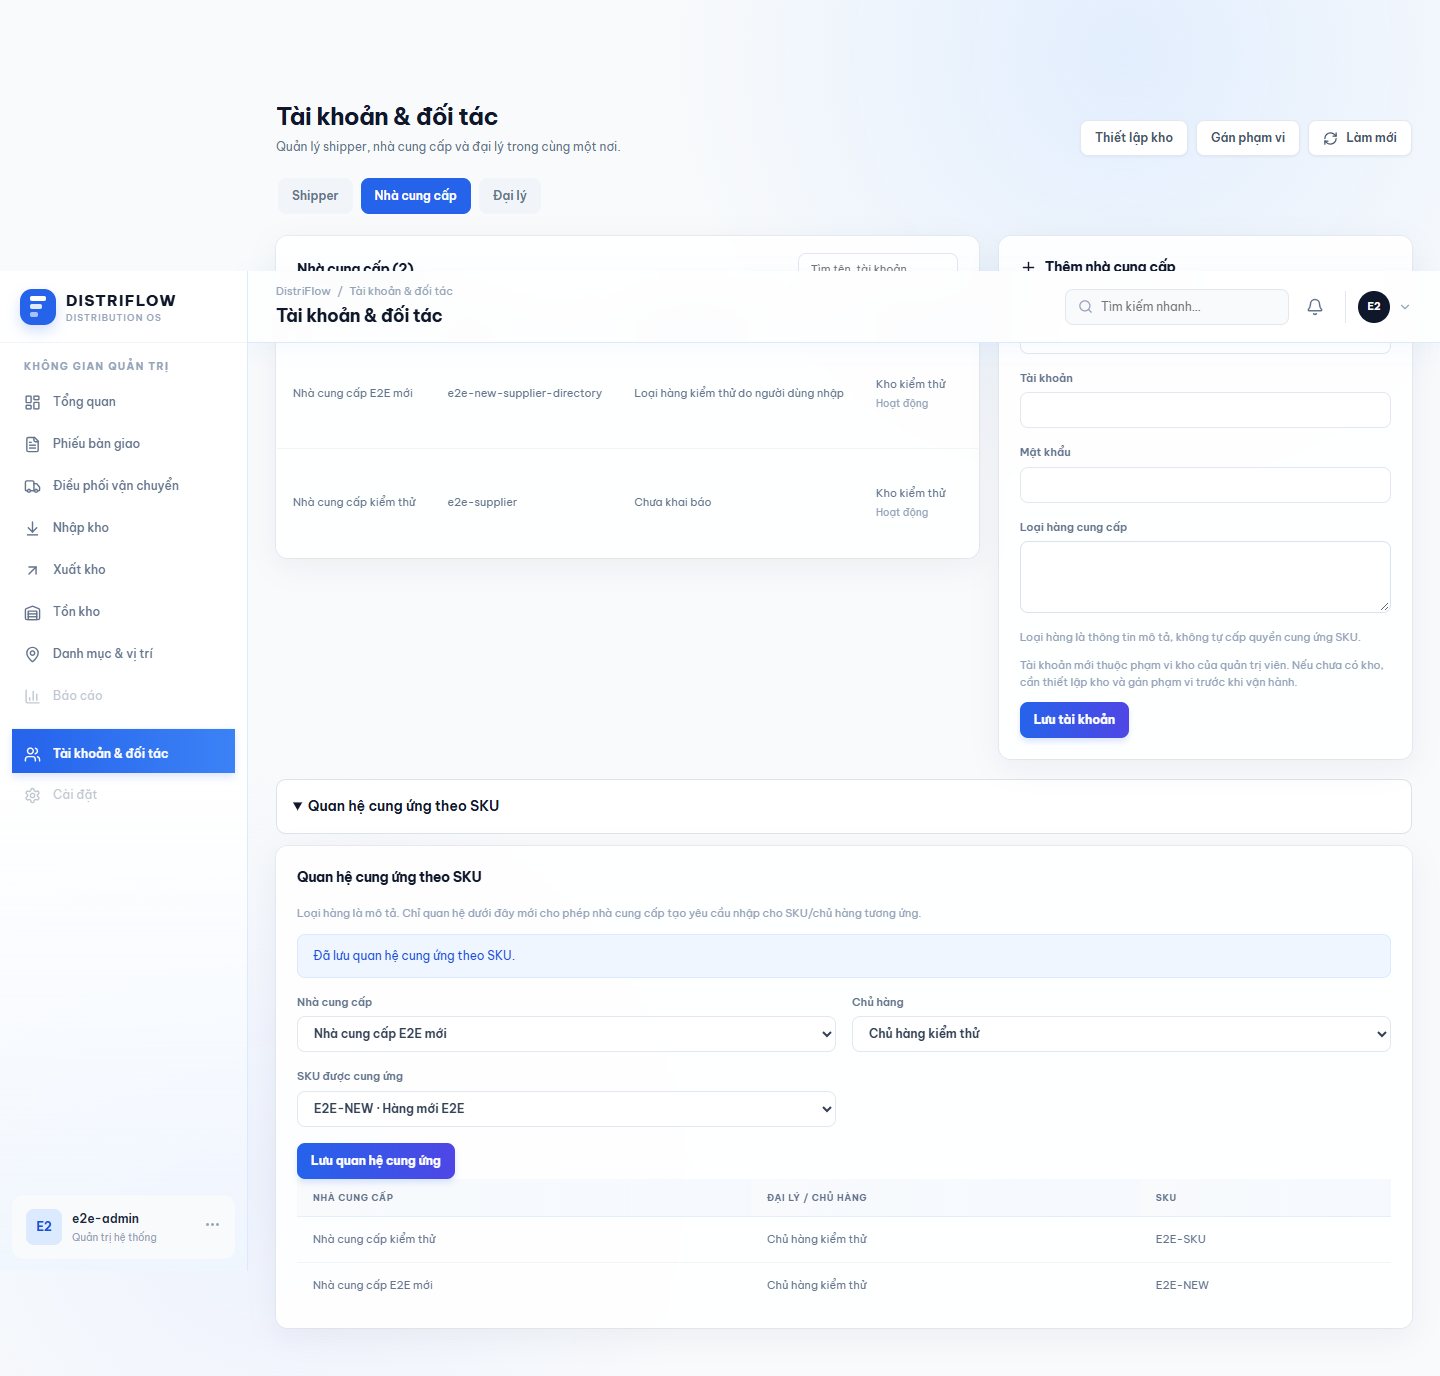 Tài khoản & đối tác
Quản lý shipper, nhà cung cấp và đại lý trong cùng một nơi.
Thiết lập kho
Gán phạm vi
Làm mới
Shipper
Nhà cung cấp
Đại lý
Nhà cung cấp (2)
Tìm tên, tài khoản
Thêm nhà cung cấp
DISTRIFLOW
DISTRIBUTION OS
DistriFlow / Tài khoản & đối tác
Tài khoản & đối tác
Tìm kiếm nhanh...
E2
KHÔNG GIAN QUẢN TRỊ
Tổng quan
Phiếu bàn giao
Điều phối vận chuyển
Nhập kho
Xuất kho
Tồn kho
Danh mục & vị trí
Báo cáo
Tài khoản & đối tác
Cài đặt
E2
e2e-admin
Quản trị hệ thống
Nhà cung cấp E2E mới
e2e-new-supplier-directory
Loại hàng kiểm thử do người dùng nhập
Kho kiểm thử
Hoạt động
Nhà cung cấp kiểm thử
e2e-supplier
Chưa khai báo
Kho kiểm thử
Hoạt động
Tài khoản
Mật khẩu
Loại hàng cung cấp
Loại hàng là thông tin mô tả, không tự cấp quyền cung ứng SKU.
Tài khoản mới thuộc phạm vi kho của quản trị viên. Nếu chưa có kho,
cần thiết lập kho và gán phạm vi trước khi vận hành.
Lưu tài khoản
▼ Quan hệ cung ứng theo SKU
Quan hệ cung ứng theo SKU
Loại hàng là mô tả. Chỉ quan hệ dưới đây mới cho phép nhà cung cấp tạo yêu cầu nhập cho SKU/chủ hàng tương ứng.
Đã lưu quan hệ cung ứng theo SKU.
Nhà cung cấp
Chủ hàng
Nhà cung cấp E2E mới
Chủ hàng kiểm thử
SKU được cung ứng
E2E-NEW · Hàng mới E2E
Lưu quan hệ cung ứng
NHÀ CUNG CẤP
ĐẠI LÝ / CHỦ HÀNG
SKU
Nhà cung cấp kiểm thử
Chủ hàng kiểm thử
E2E-SKU
Nhà cung cấp E2E mới
Chủ hàng kiểm thử
E2E-NEW